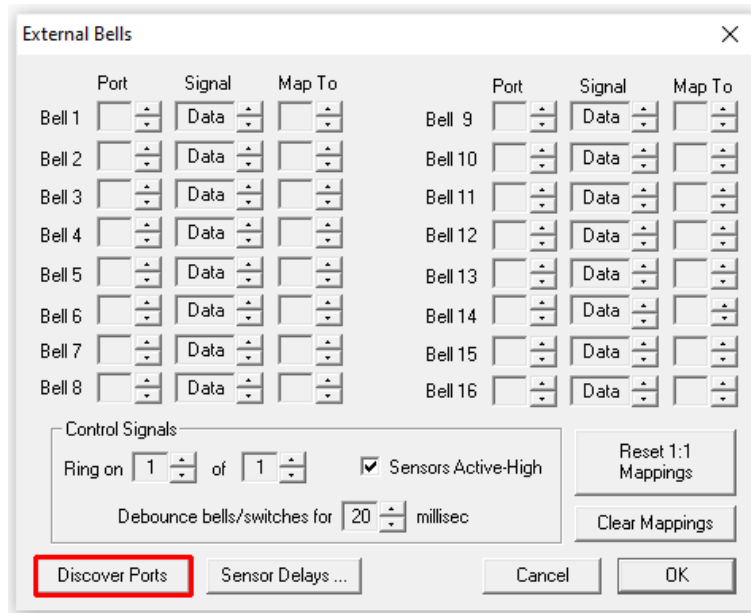 External Bells
Port Signal Map To Port Signal Map To
Bell 1 Data Bell 9 Data
Bell 2 Data Bell 10 Data
Bell 3 Data Bell 11 Data
Bell 4 Data Bell 12 Data
Bell 5 Data Bell 13 Data
Bell 6 Data Bell 14 Data
Bell 7 Data Bell 15 Data
Bell 8 Data Bell 16 Data
Control Signals
Ring on 1 of 1 Sensors Active-High
Debounce bells/switches for 20 millisec
Reset 1:1
Mappings
Clear Mappings
Discover Ports Sensor Delays ... Cancel OK